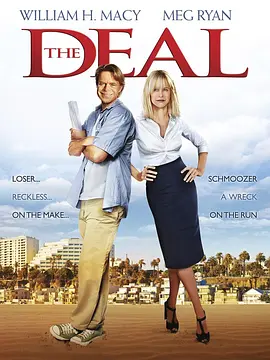 WILLIAM H. MACY MEG RYAN
THE DEAL
LOSER...
RECKLESS...
ON THE MAKE...
SCHMOOZER
A WRECK
ON THE RUN